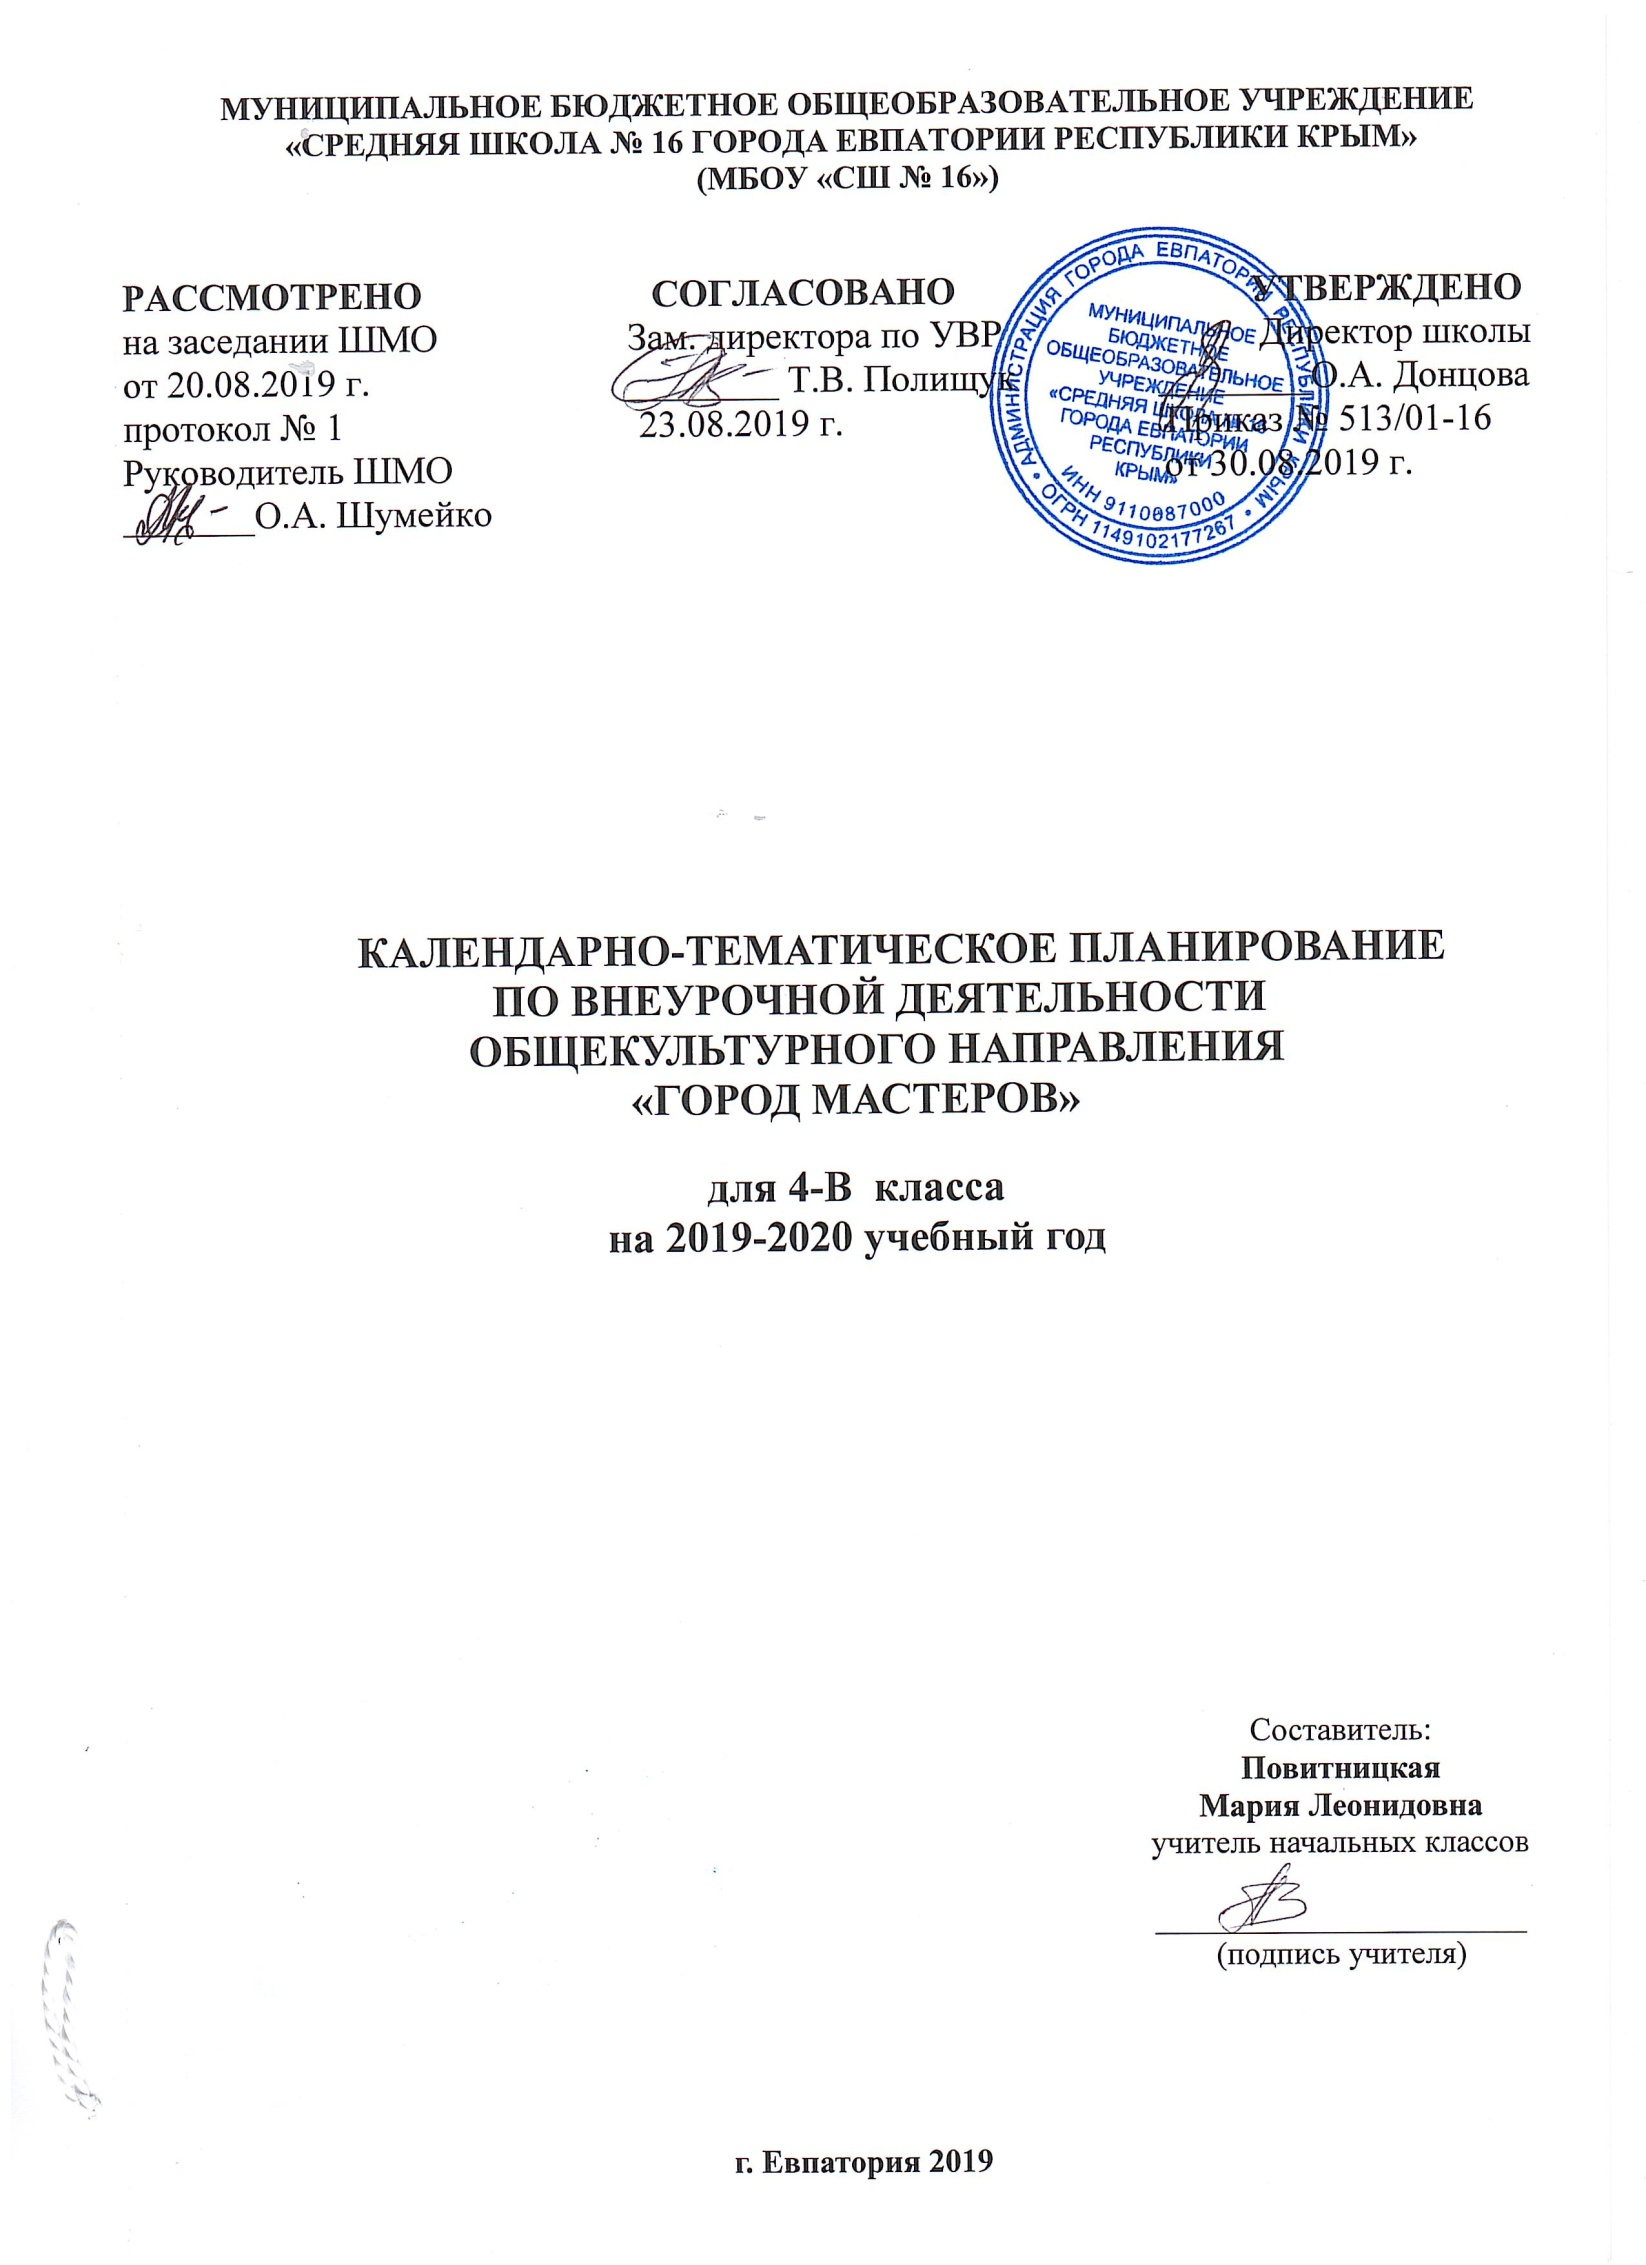 МУНИЦИПАЛЬНОЕ БЮДЖЕТНОЕ ОБЩЕОБРАЗОВАТЕЛЬНОЕ УЧРЕЖДЕНИЕ
«СРЕДНЯЯ ШКОЛА № 16 ГОРОДА ЕВПАТОРИИ РЕСПУБЛИКИ КРЫМ»
(МБОУ «СШ № 16»)
РАССМОТРЕНО
на заседании ШМО
от 20.08.2019 г.
протокол № 1
Руководитель ШМО
О.А. Шумейко
СОГЛАСОВАНО
Зам. директора по УВР
Т.В. Полищук
23.08.2019 г.
УТВЕРЖДЕНО
Директор школы
О.А. Донцова
Приказ № 513/01-16
от 30.08.2019 г.
АДМИНИСТРАЦИЯ ГОРОДА ЕВПАТОРИИ РЕСПУБЛИКИ КРЫМ
• ОГРН 1149102177267 •
МУНИЦИПАЛЬНОЕ
БЮДЖЕТНОЕ
ОБЩЕОБРАЗОВАТЕЛЬНОЕ
УЧРЕЖДЕНИЕ
«СРЕДНЯЯ ШКОЛА № 16
ГОРОДА ЕВПАТОРИИ
РЕСПУБЛИКИ
КРЫМ»
ИНН 9110087000
КАЛЕНДАРНО-ТЕМАТИЧЕСКОЕ ПЛАНИРОВАНИЕ
ПО ВНЕУРОЧНОЙ ДЕЯТЕЛЬНОСТИ
ОБЩЕКУЛЬТУРНОГО НАПРАВЛЕНИЯ
«ГОРОД МАСТЕРОВ»
для 4-В класса
на 2019-2020 учебный год
Составитель:
Повитницкая
Мария Леонидовна
учитель начальных классов
(подпись учителя)
г. Евпатория 2019